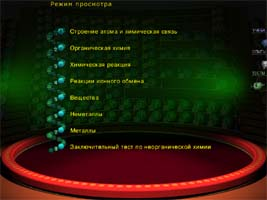 Режим просмотра
Строение атома и химическая связь
Органическая химия
Химическая реакция
Реакции ионного обмена
Вещества
Неметаллы
Металлы
Заключительный тест по неорганической химии